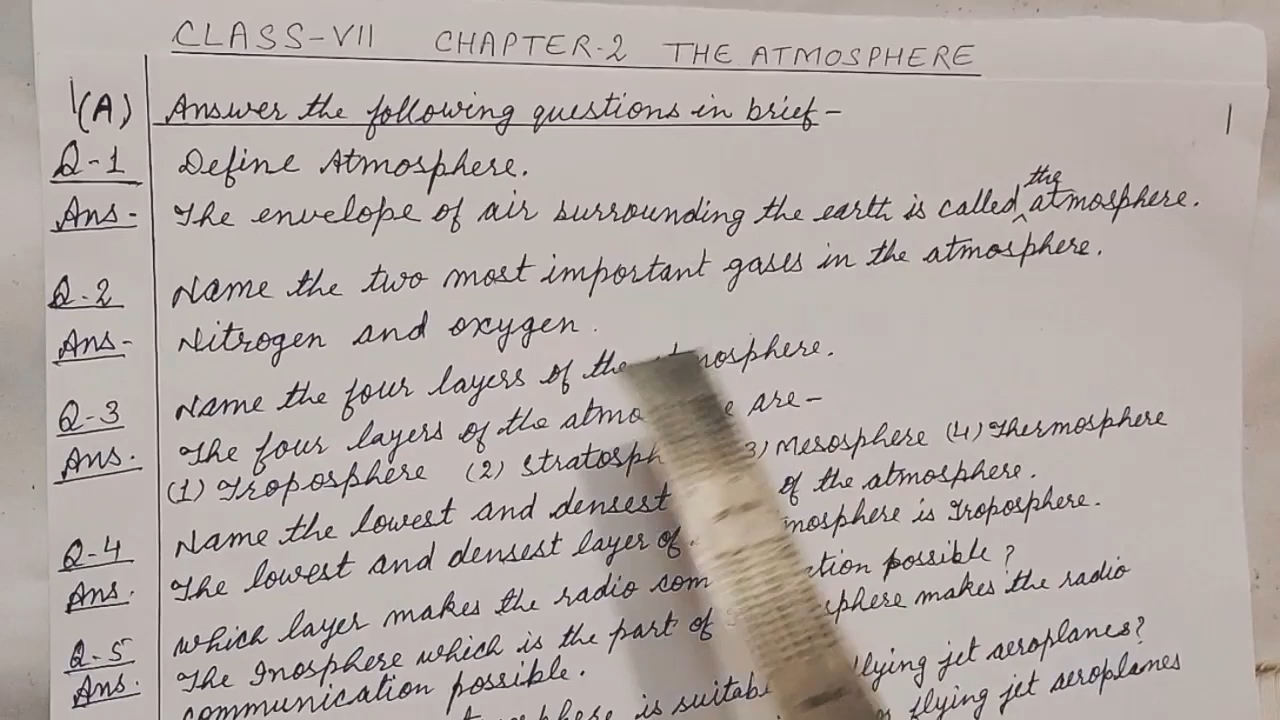 CLASS-VII CHAPTER-2 THE ATMOSPHERE
1(A) Answer the following questions in brief- 1
Q-1 Define Atmosphere.
Ans- The envelope of air surrounding the earth is called the atmosphere.
Q-2 Name the two most important gases in the atmosphere.
Ans- Nitrogen and oxygen.
Q-3 Name the four layers of the atmosphere.
Ans. The four layers of the are-
(1) Troposphere (2) 3) Mesosphere (4) Thermosphere
Q-4 Name the lowest and densest of the atmosphere.
Ans. The lowest and densest layer of is Troposphere.
Q-5 which layer makes the radio possible?
Ans. The Inosphere which is the part of makes the radio
communication possible.
is flying jet aeroplanes?
flying jet aeroplanes